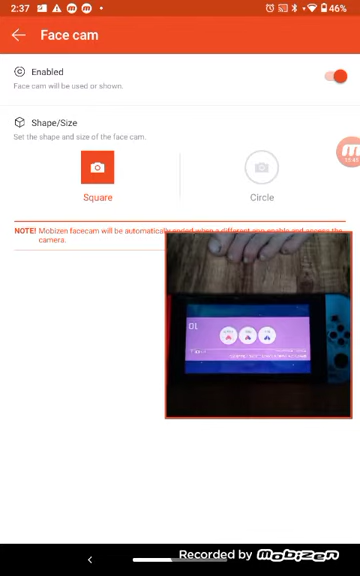 2:37
46%
Face cam
Enabled
Face cam will be used or shown.
Shape/Size
Set the shape and size of the face cam.
Square
Circle
NOTE! Mobizen facecam will be automatically ended when a different app enable and access the
camera.
Recorded by mobizen